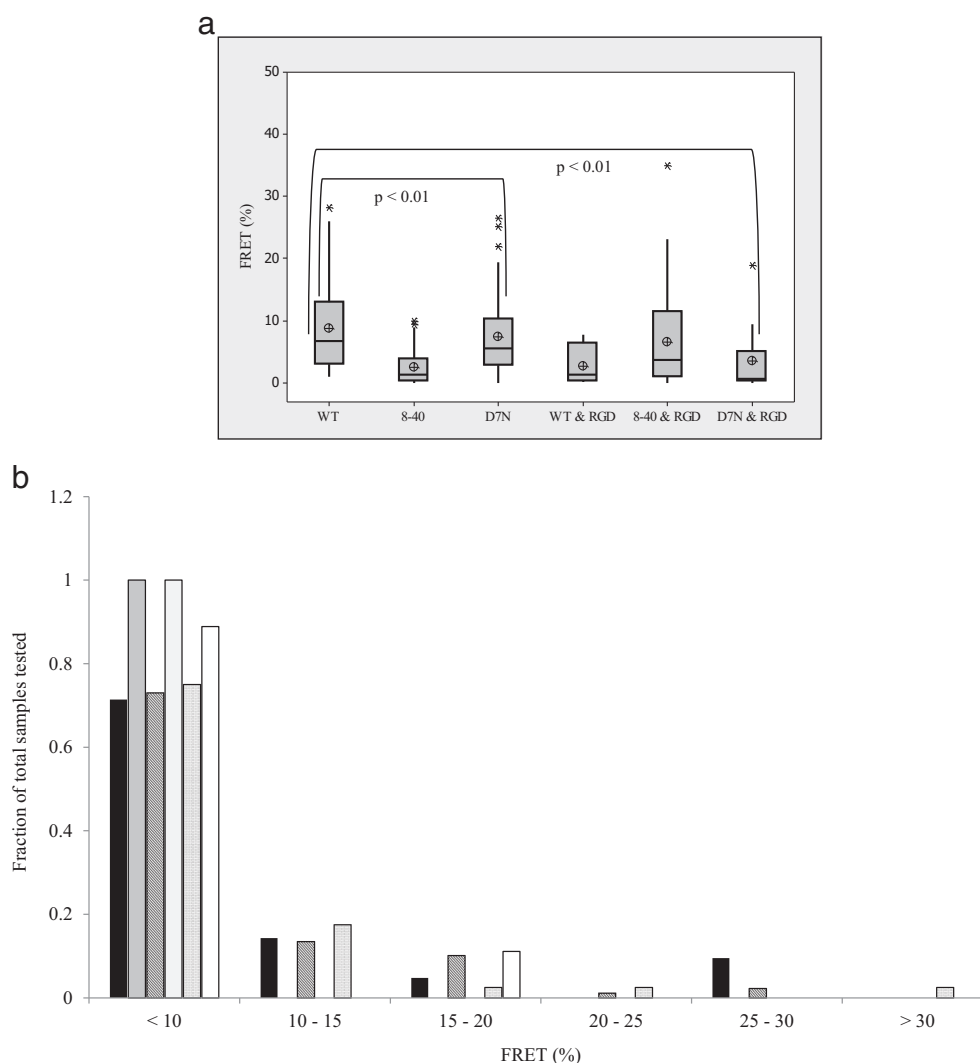 a
50
40
30
20
10
0
FRET (%)
p < 0.01
p < 0.01
WT 8-40 D7N WT & RGD 8-40 & RGD D7N & RGD
b
1.2
1
0.8
0.6
0.4
0.2
0
Fraction of total samples tested
< 10 10 - 15 15 - 20 20 - 25 25 - 30 > 30
FRET (%)